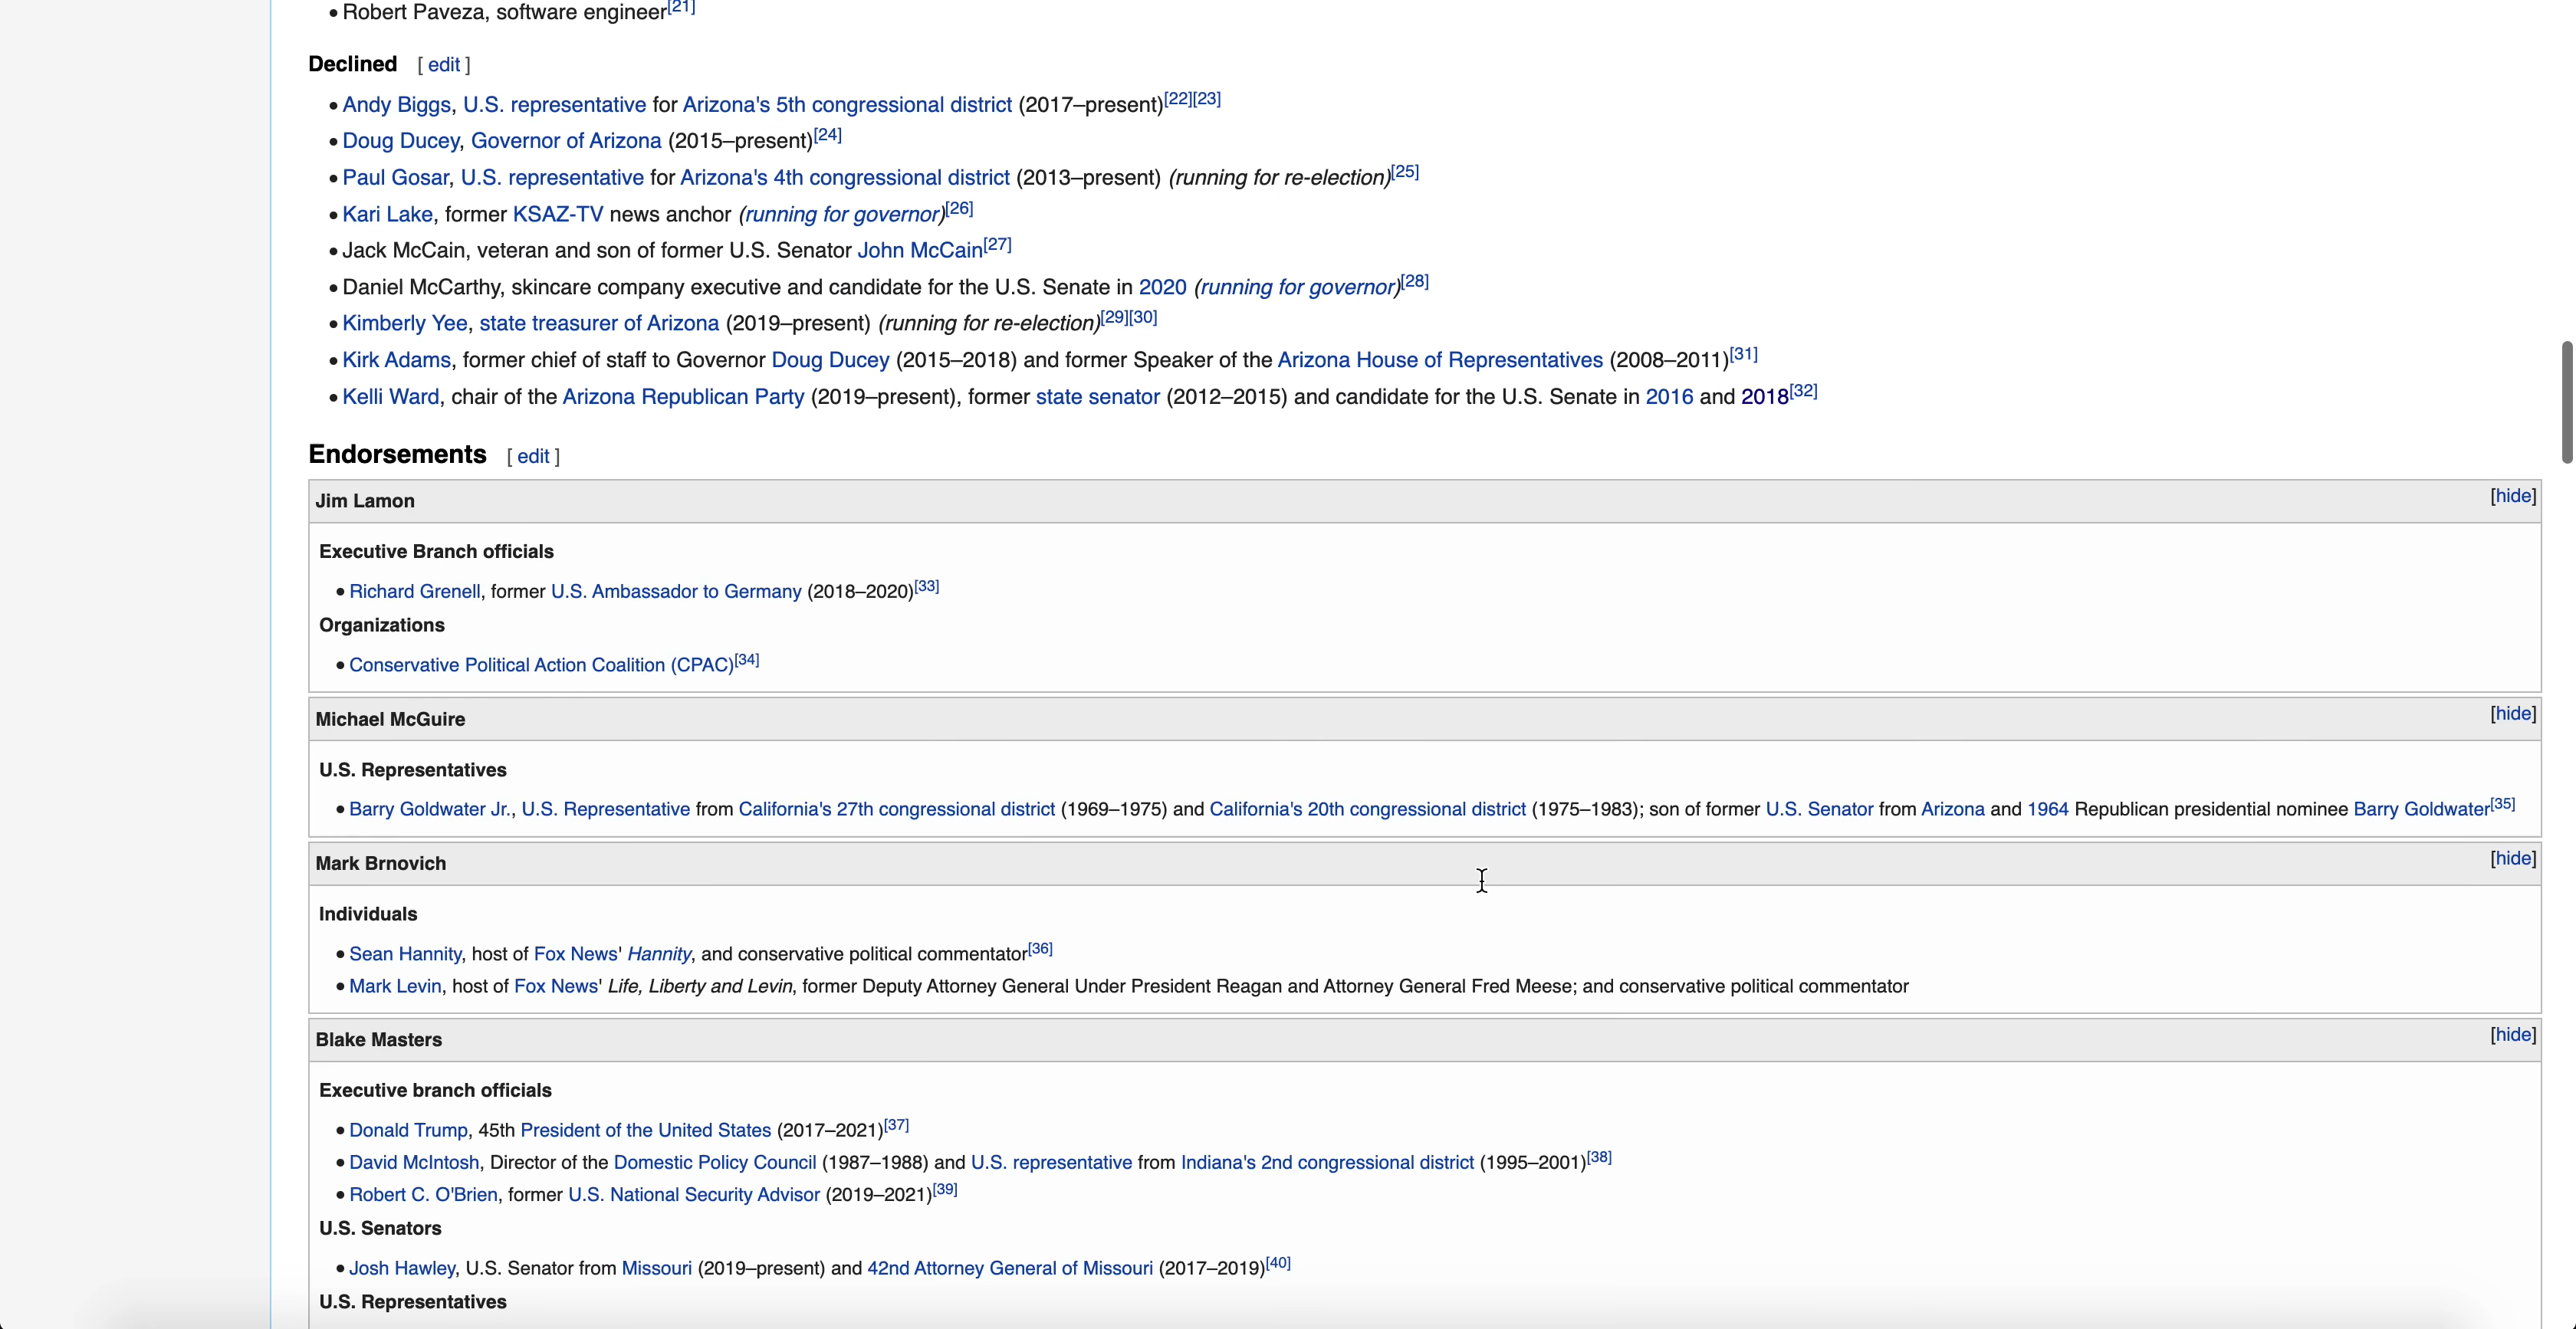 • Robert Paveza, software engineer[21]
Declined [ edit ]
• Andy Biggs, U.S. representative for Arizona's 5th congressional district (2017–present)[22][23]
• Doug Ducey, Governor of Arizona (2015–present)[24]
• Paul Gosar, U.S. representative for Arizona's 4th congressional district (2013–present) (running for re-election)[25]
• Kari Lake, former KSAZ-TV news anchor (running for governor)[26]
• Jack McCain, veteran and son of former U.S. Senator John McCain[27]
• Daniel McCarthy, skincare company executive and candidate for the U.S. Senate in 2020 (running for governor)[28]
• Kimberly Yee, state treasurer of Arizona (2019–present) (running for re-election)[29][30]
• Kirk Adams, former chief of staff to Governor Doug Ducey (2015–2018) and former Speaker of the Arizona House of Representatives (2008–2011)[31]
• Kelli Ward, chair of the Arizona Republican Party (2019–present), former state senator (2012–2015) and candidate for the U.S. Senate in 2016 and 2018[32]
Endorsements [ edit ]
Jim Lamon [hide]
Executive Branch officials
• Richard Grenell, former U.S. Ambassador to Germany (2018–2020)[33]
Organizations
• Conservative Political Action Coalition (CPAC)[34]
Michael McGuire [hide]
U.S. Representatives
• Barry Goldwater Jr., U.S. Representative from California's 27th congressional district (1969–1975) and California's 20th congressional district (1975–1983); son of former U.S. Senator from Arizona and 1964 Republican presidential nominee Barry Goldwater[35]
Mark Brnovich [hide]
Individuals
• Sean Hannity, host of Fox News' Hannity, and conservative political commentator[36]
• Mark Levin, host of Fox News' Life, Liberty and Levin, former Deputy Attorney General Under President Reagan and Attorney General Fred Meese; and conservative political commentator
Blake Masters [hide]
Executive branch officials
• Donald Trump, 45th President of the United States (2017–2021)[37]
• David McIntosh, Director of the Domestic Policy Council (1987–1988) and U.S. representative from Indiana's 2nd congressional district (1995–2001)[38]
• Robert C. O'Brien, former U.S. National Security Advisor (2019–2021)[39]
U.S. Senators
• Josh Hawley, U.S. Senator from Missouri (2019–present) and 42nd Attorney General of Missouri (2017–2019)[40]
U.S. Representatives